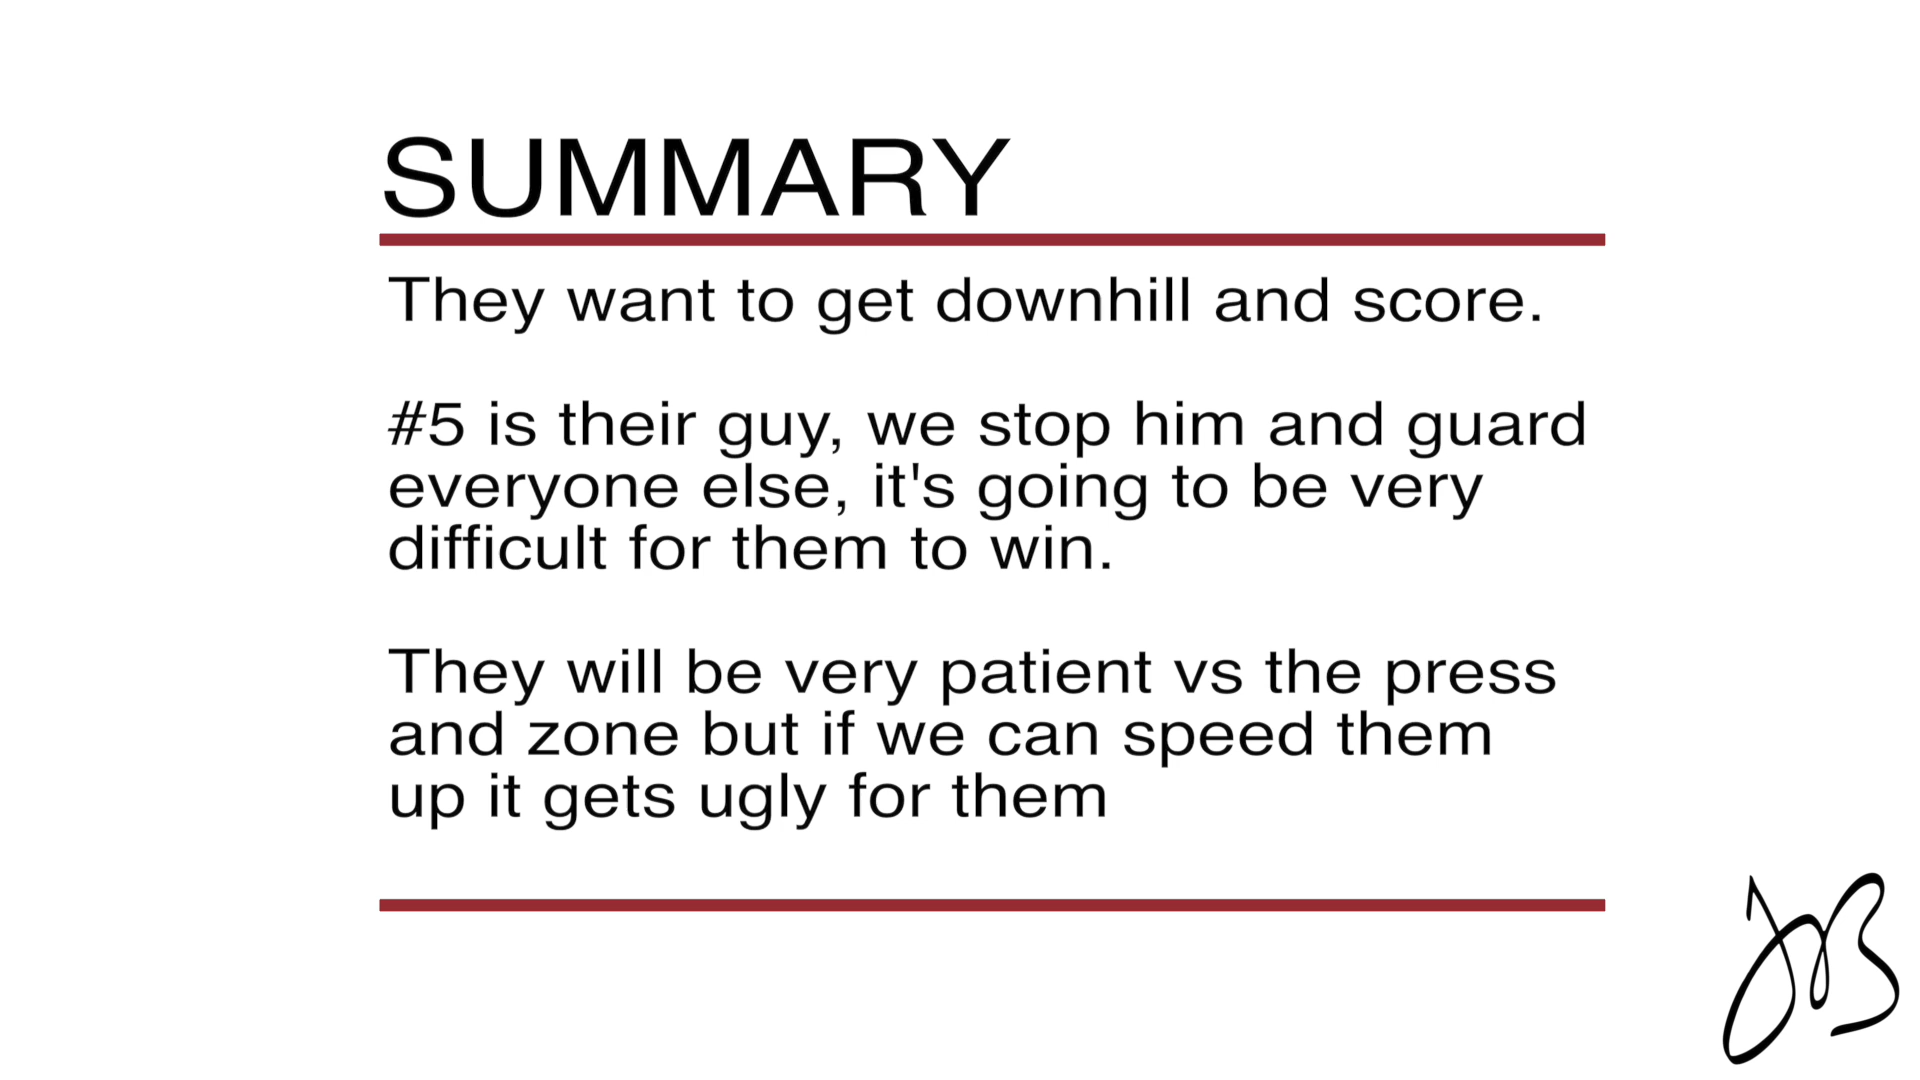 SUMMARY
They want to get downhill and score.
#5 is their guy, we stop him and guard
everyone else, it's going to be very
difficult for them to win.
They will be very patient vs the press
and zone but if we can speed them
up it gets ugly for them